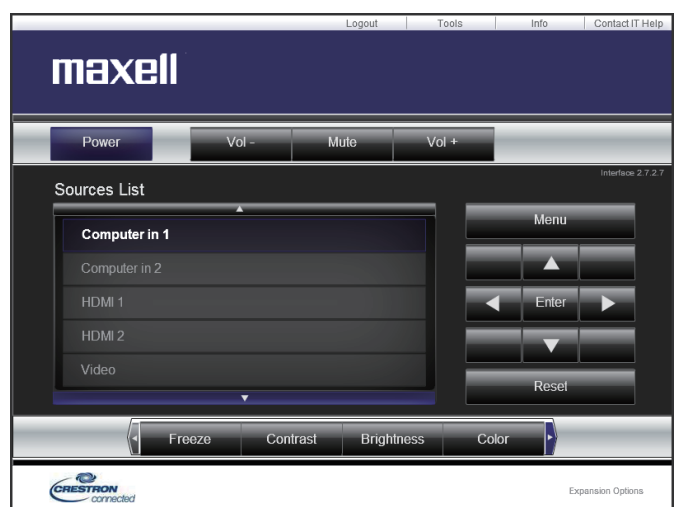 Logout Tools Info Contact IT Help
maxell
Power Vol - Mute Vol +
Interface 2.7.2.7
Sources List
Computer in 1
Computer in 2
HDMI 1
HDMI 2
Video
Menu
Enter
Reset
Freeze Contrast Brightness Color
CRESTRON
connected
Expansion Options